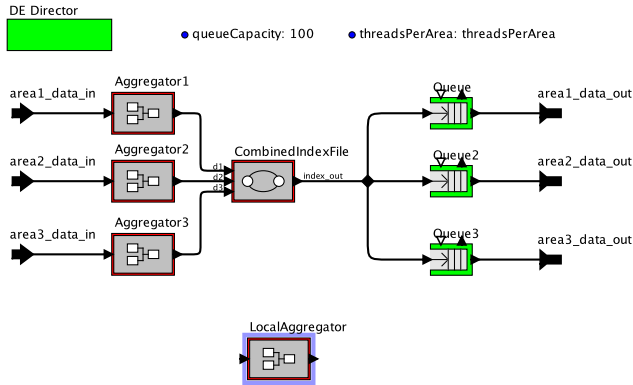 DE Director
queueCapacity: 100
threadsPerArea: threadsPerArea
area1_data_in
Aggregator1
Queue
area1_data_out
area2_data_in
Aggregator2
CombinedIndexFile
d1
d2
d3
index_out
Queue2
area2_data_out
area3_data_in
Aggregator3
Queue3
area3_data_out
LocalAggregator